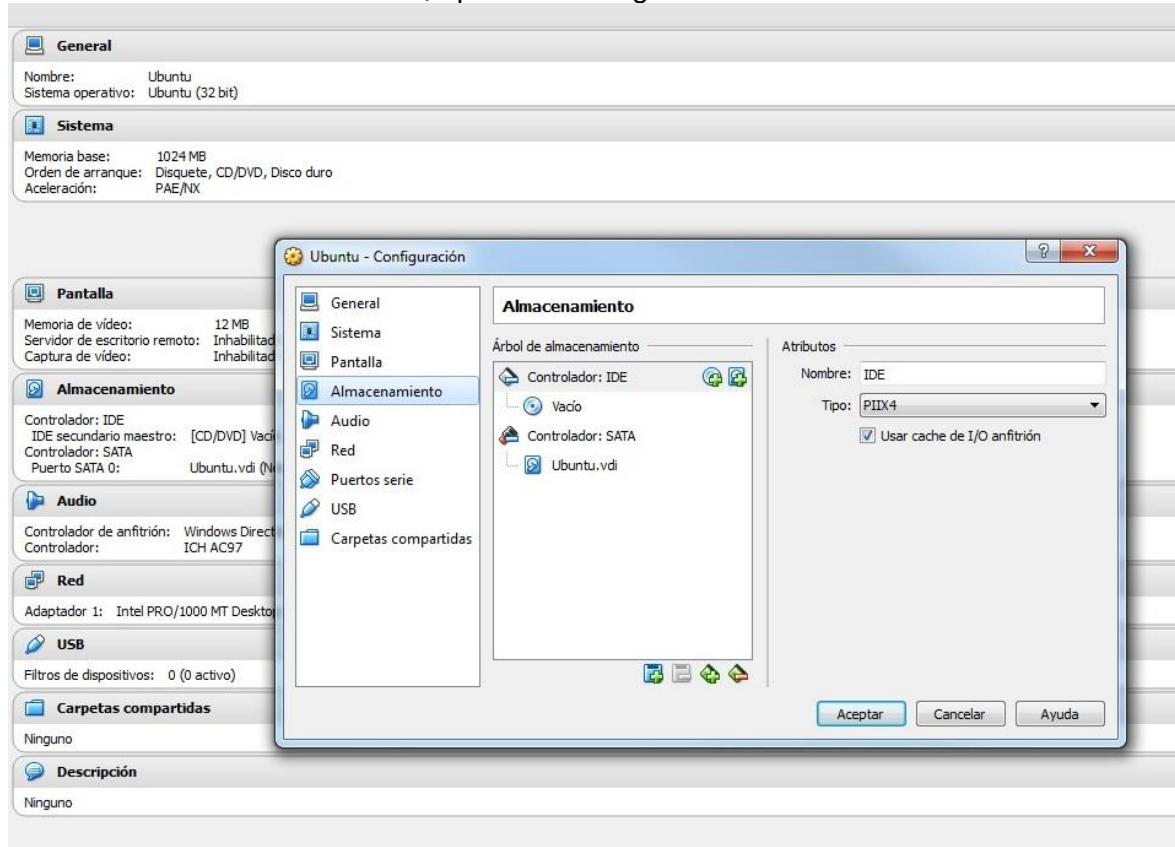 General
Nombre: Ubuntu
Sistema operativo: Ubuntu (32 bit)
Sistema
Memoria base: 1024 MB
Orden de arranque: Disquete, CD/DVD, Disco duro
Aceleración: PAE/NX
Pantalla
Memoria de vídeo: 12 MB
Servidor de escritorio remoto: Inhabilitad
Captura de vídeo: Inhabilitad
Almacenamiento
Controlador: IDE
IDE secundario maestro: [CD/DVD] Vací
Controlador: SATA
Puerto SATA 0: Ubuntu.vdi
Audio
Controlador de anfitrión: Windows Direct
Controlador: ICH AC97
Red
Adaptador 1: Intel PRO/1000 MT Deskto
USB
Filtros de dispositivos: 0 (0 activo)
Carpetas compartidas
Ninguno
Descripción
Ninguno
Ubuntu - Configuración
General
Sistema
Pantalla
Almacenamiento
Audio
Red
Puertos serie
USB
Carpetas compartidas
Almacenamiento
Árbol de almacenamiento
Controlador: IDE
Vacío
Controlador: SATA
Ubuntu.vdi
Atributos
Nombre: IDE
Tipo: PIIX4
Usar cache de I/O anfitrión
Aceptar Cancelar Ayuda